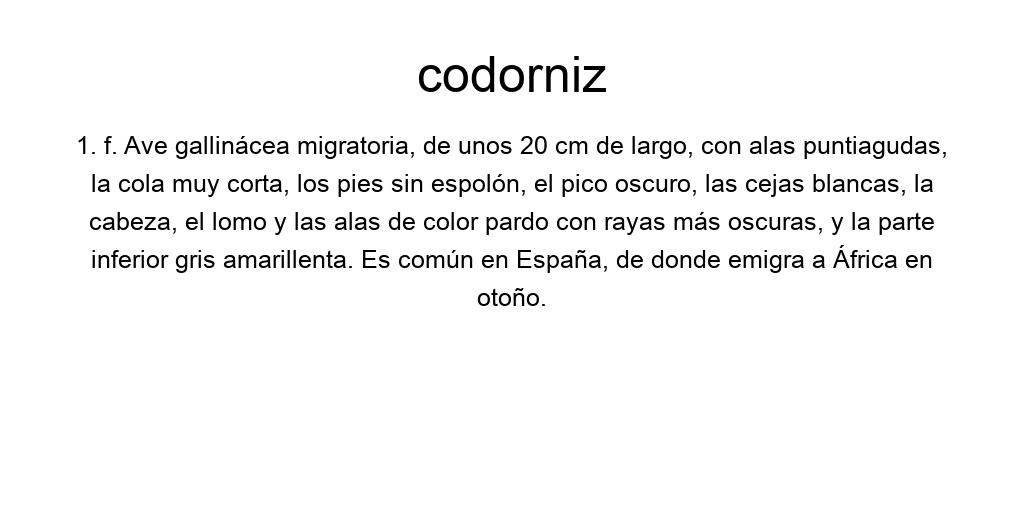 codorniz
1. f. Ave gallinácea migratoria, de unos 20 cm de largo, con alas puntiagudas,
la cola muy corta, los pies sin espolón, el pico oscuro, las cejas blancas, la
cabeza, el lomo y las alas de color pardo con rayas más oscuras, y la parte
inferior gris amarillenta. Es común en España, de donde emigra a África en
otoño.